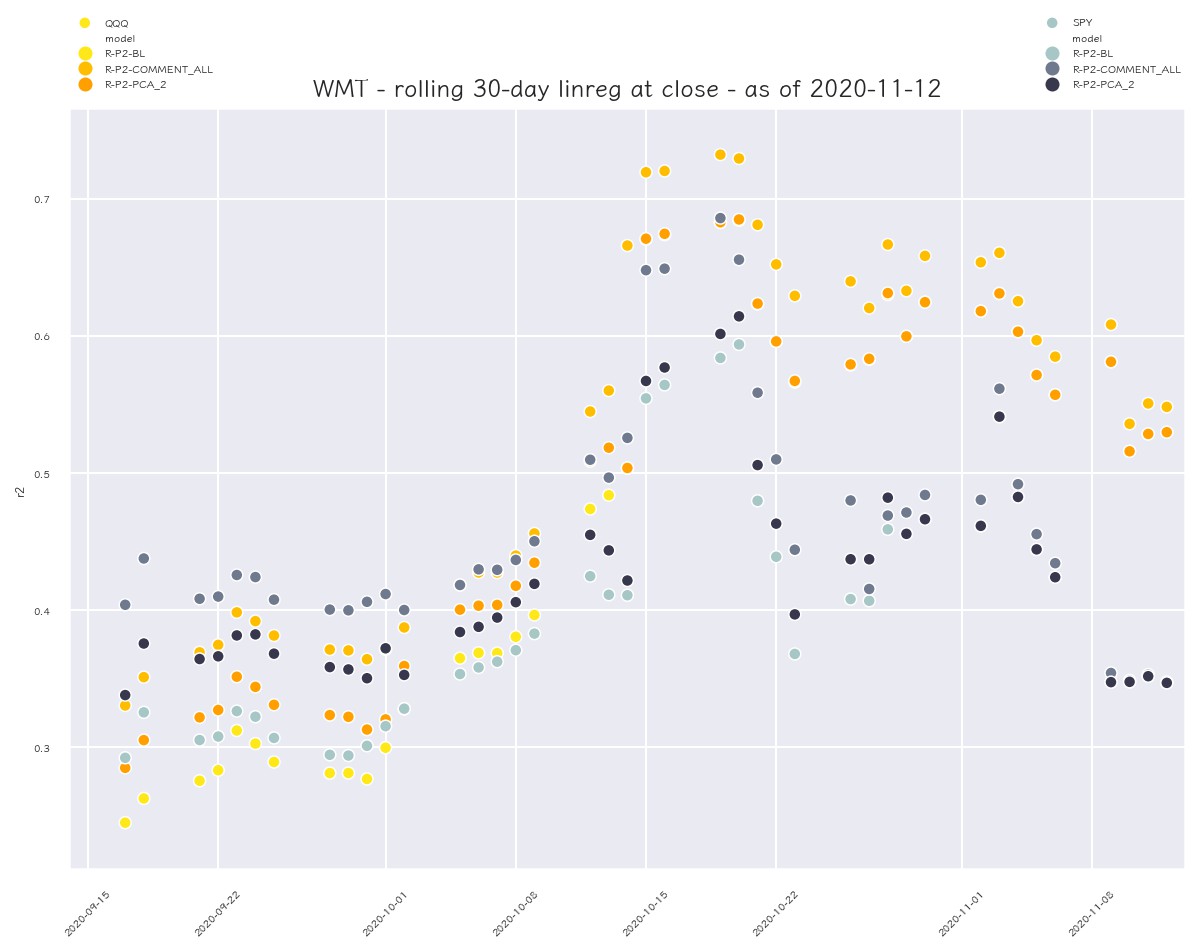 QQQ
model
R-P2-BL
R-P2-COMMENT_ALL
R-P2-PCA_2
SPY
model
R-P2-BL
R-P2-COMMENT_ALL
R-P2-PCA_2
WMT - rolling 30-day linreg at close - as of 2020-11-12
0.7
0.6
0.5
0.4
0.3
r2
2020-09-15
2020-09-22
2020-10-01
2020-10-08
2020-10-15
2020-10-22
2020-11-01
2020-11-08